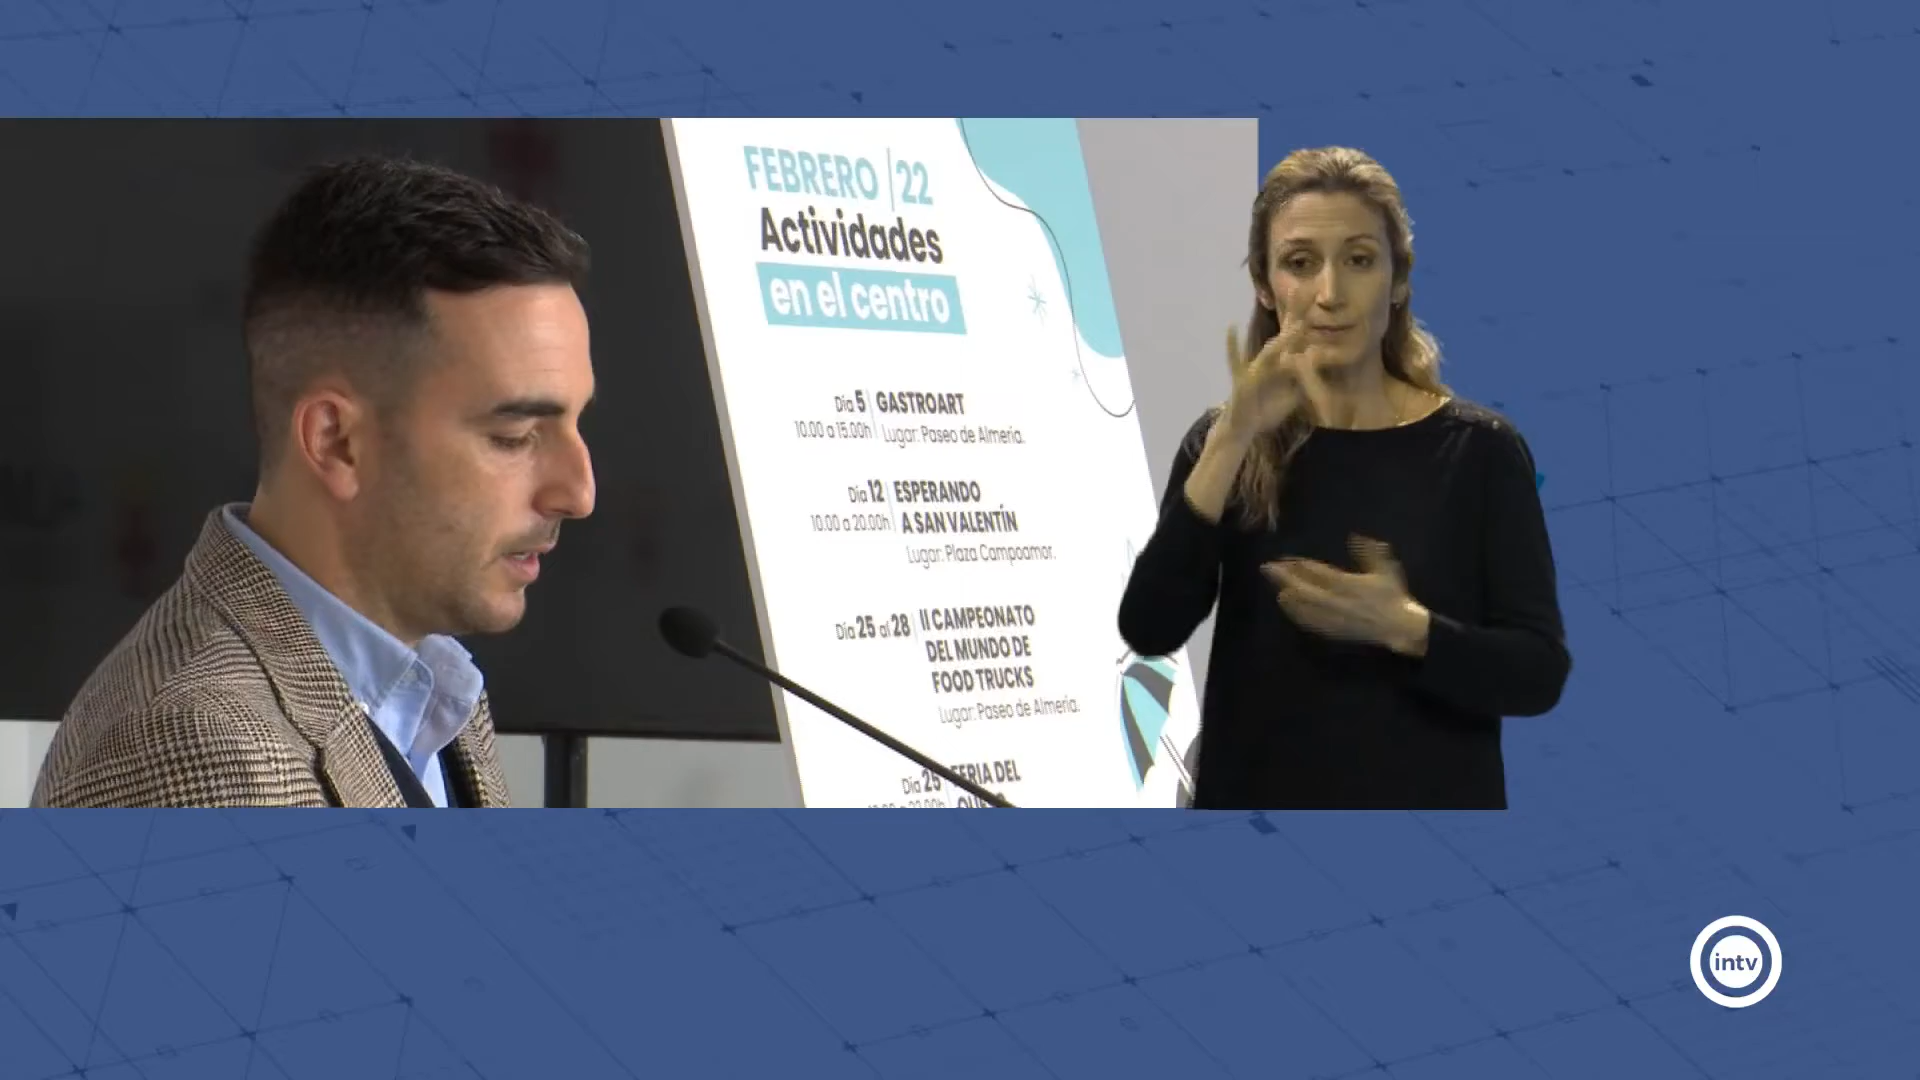 FEBRERO | 22
Actividades
en el centro
Día 5 | GASTROART
10.00 a 15.00h | Lugar: Paseo de Almería.
Día 12 | ESPERANDO
10.00 a 20.00h | A SAN VALENTÍN
Lugar: Plaza Campoamor.
Día 25 al 28 | II CAMPEONATO
DEL MUNDO DE
FOOD TRUCKS
Lugar: Paseo de Almería.
Día 25 FERIA DEL
intv